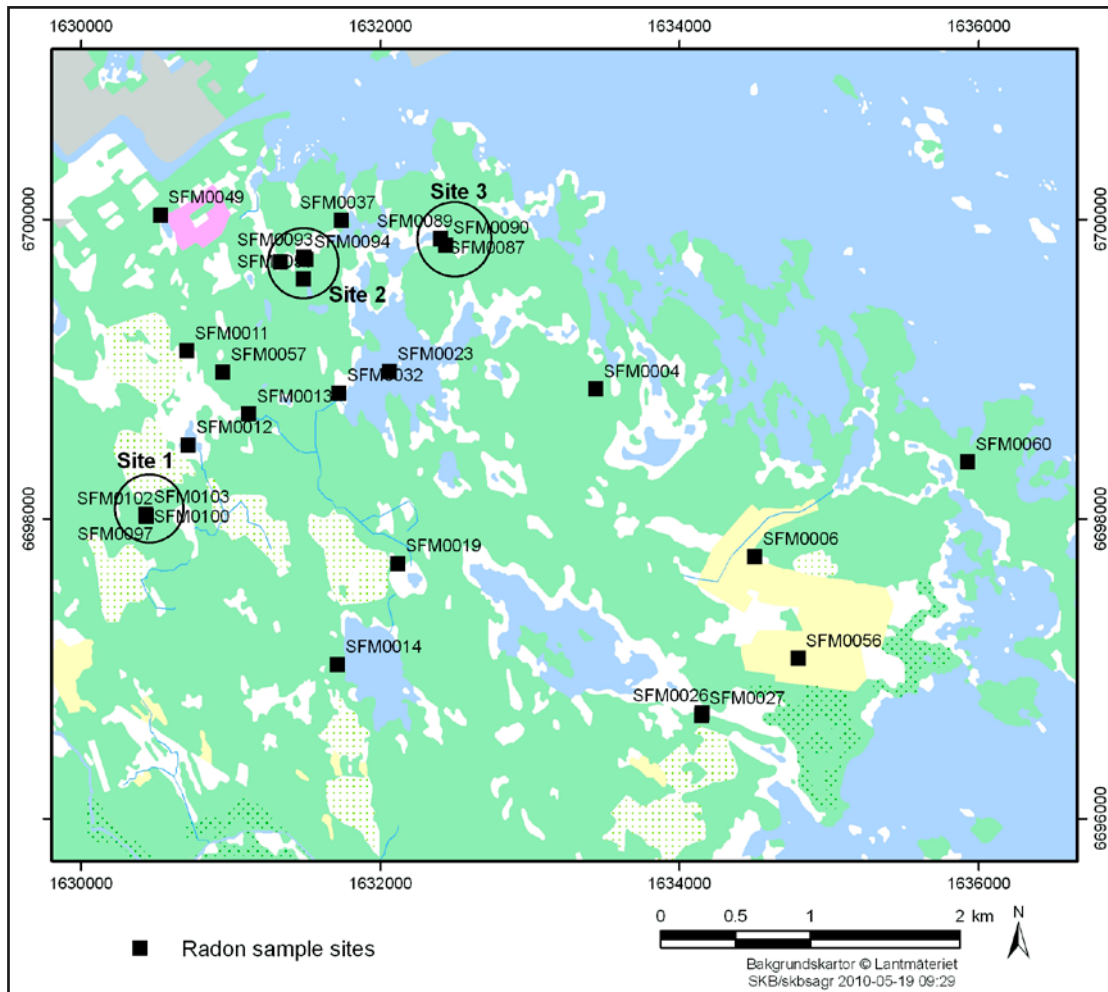 1630000 1632000 1634000 1636000
6700000 6700000
SFM0049
SFM0037
Site 3
SFM0089
SFM0090
SFM0087
SFM0093
SFM0094
Site 2
SFM0011
SFM0057
SFM0023
SFM0032
SFM0004
SFM0013
SFM0012
SFM0060
Site 1
SFM0102
SFM0103
SFM0100
SFM0097
6698000 6698000
SFM0006
SFM0019
SFM0014
SFM0056
SFM0026
SFM0027
6696000 6696000
1630000 1632000 1634000 1636000
Radon sample sites
0 0.5 1 2 km
N
Bakgrundskartor © Lantmäteriet
SKB/skbsagr 2010-05-19 09:29